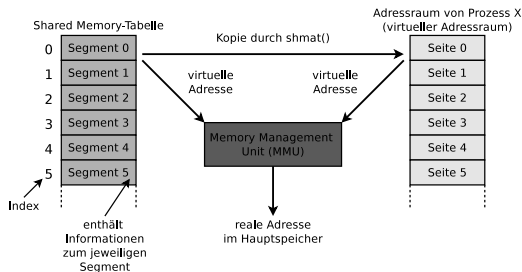 Shared Memory-Tabelle
Adressraum von Prozess X
(virtueller Adressraum)
0
Segment 0
Kopie durch shmat()
Seite 0
1
Segment 1
Seite 1
virtuelle
Adresse
virtuelle
Adresse
2
Segment 2
Seite 2
3
Segment 3
Memory Management
Unit (MMU)
Seite 3
4
Segment 4
Seite 4
5
Segment 5
Seite 5
Index
enthält
Informationen
zum jeweiligen
Segment
reale Adresse
im Hauptspeicher